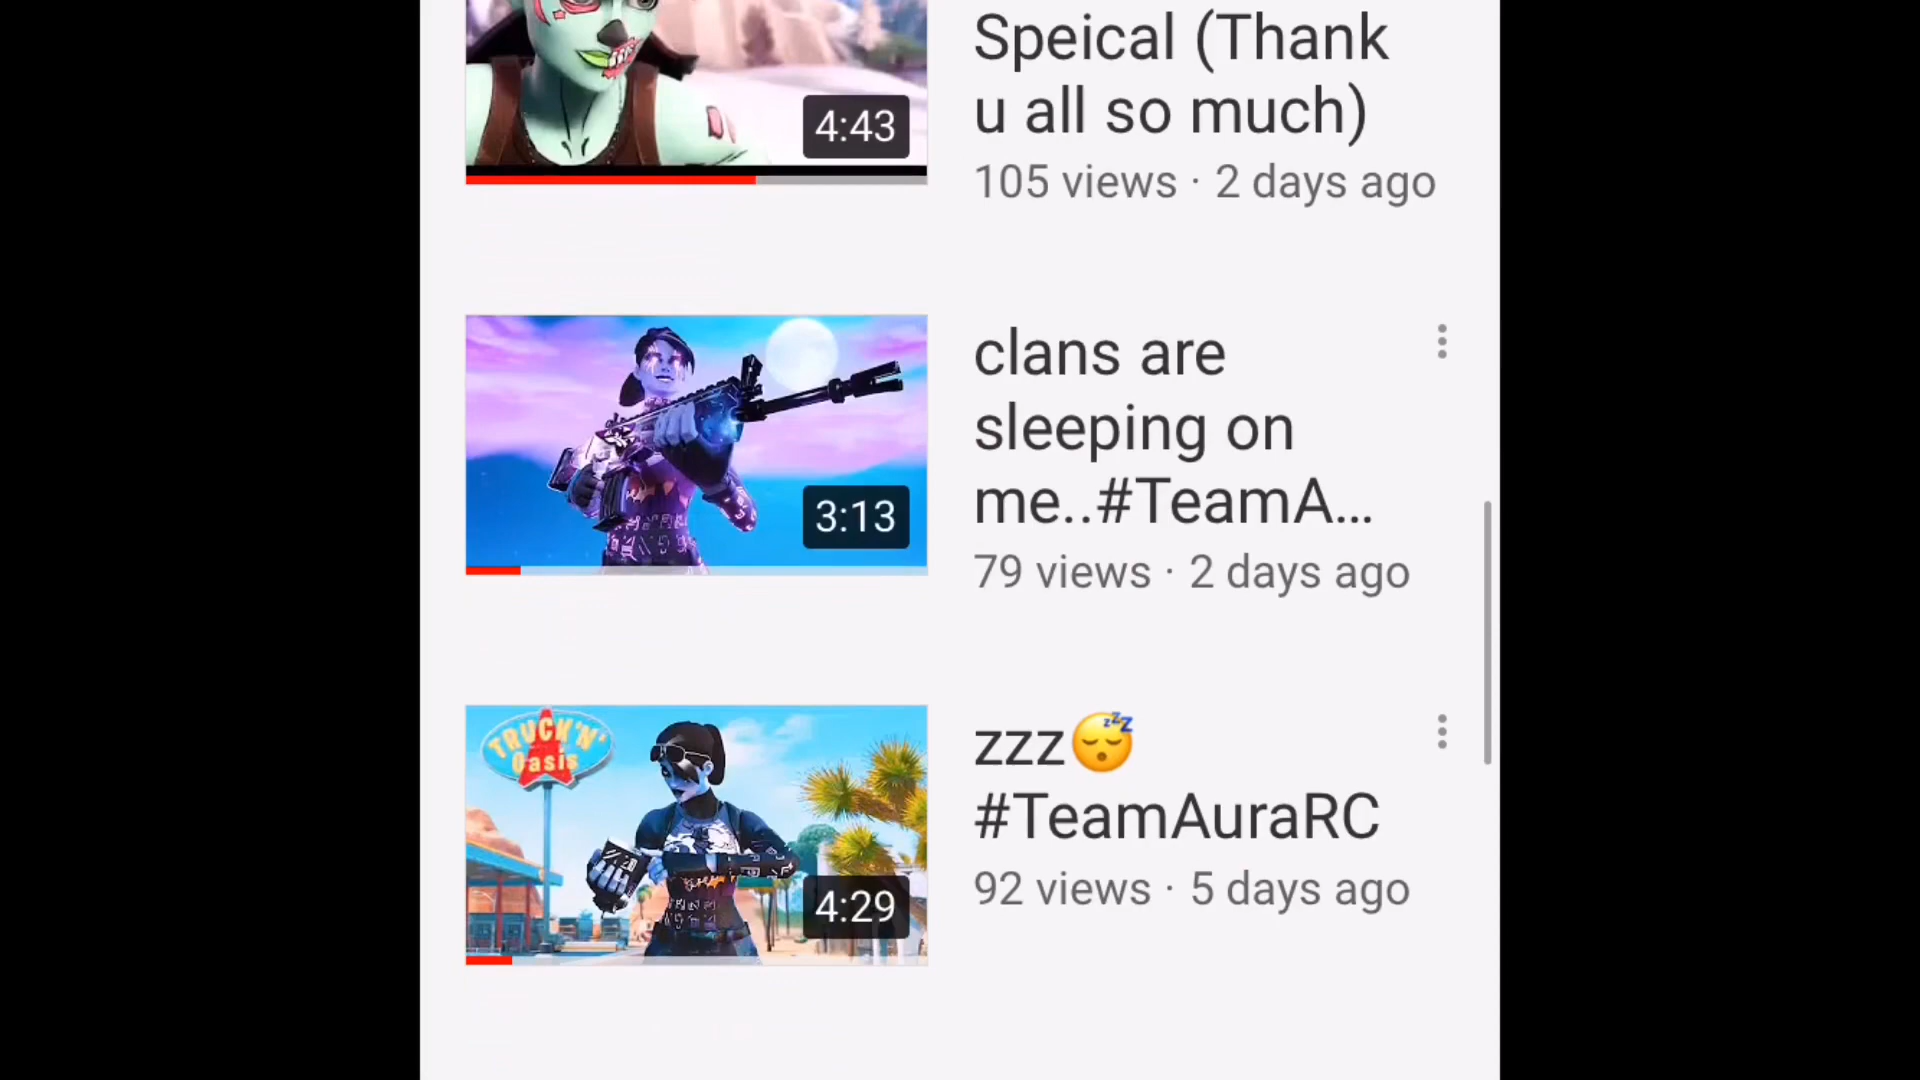 Speical (Thank
u all so much)
4:43
105 views · 2 days ago
clans are
sleeping on
me..#TeamA...
3:13
79 views · 2 days ago
TRUCK'N'
Oasis
zzz😴
#TeamAuraRC
4:29
92 views · 5 days ago